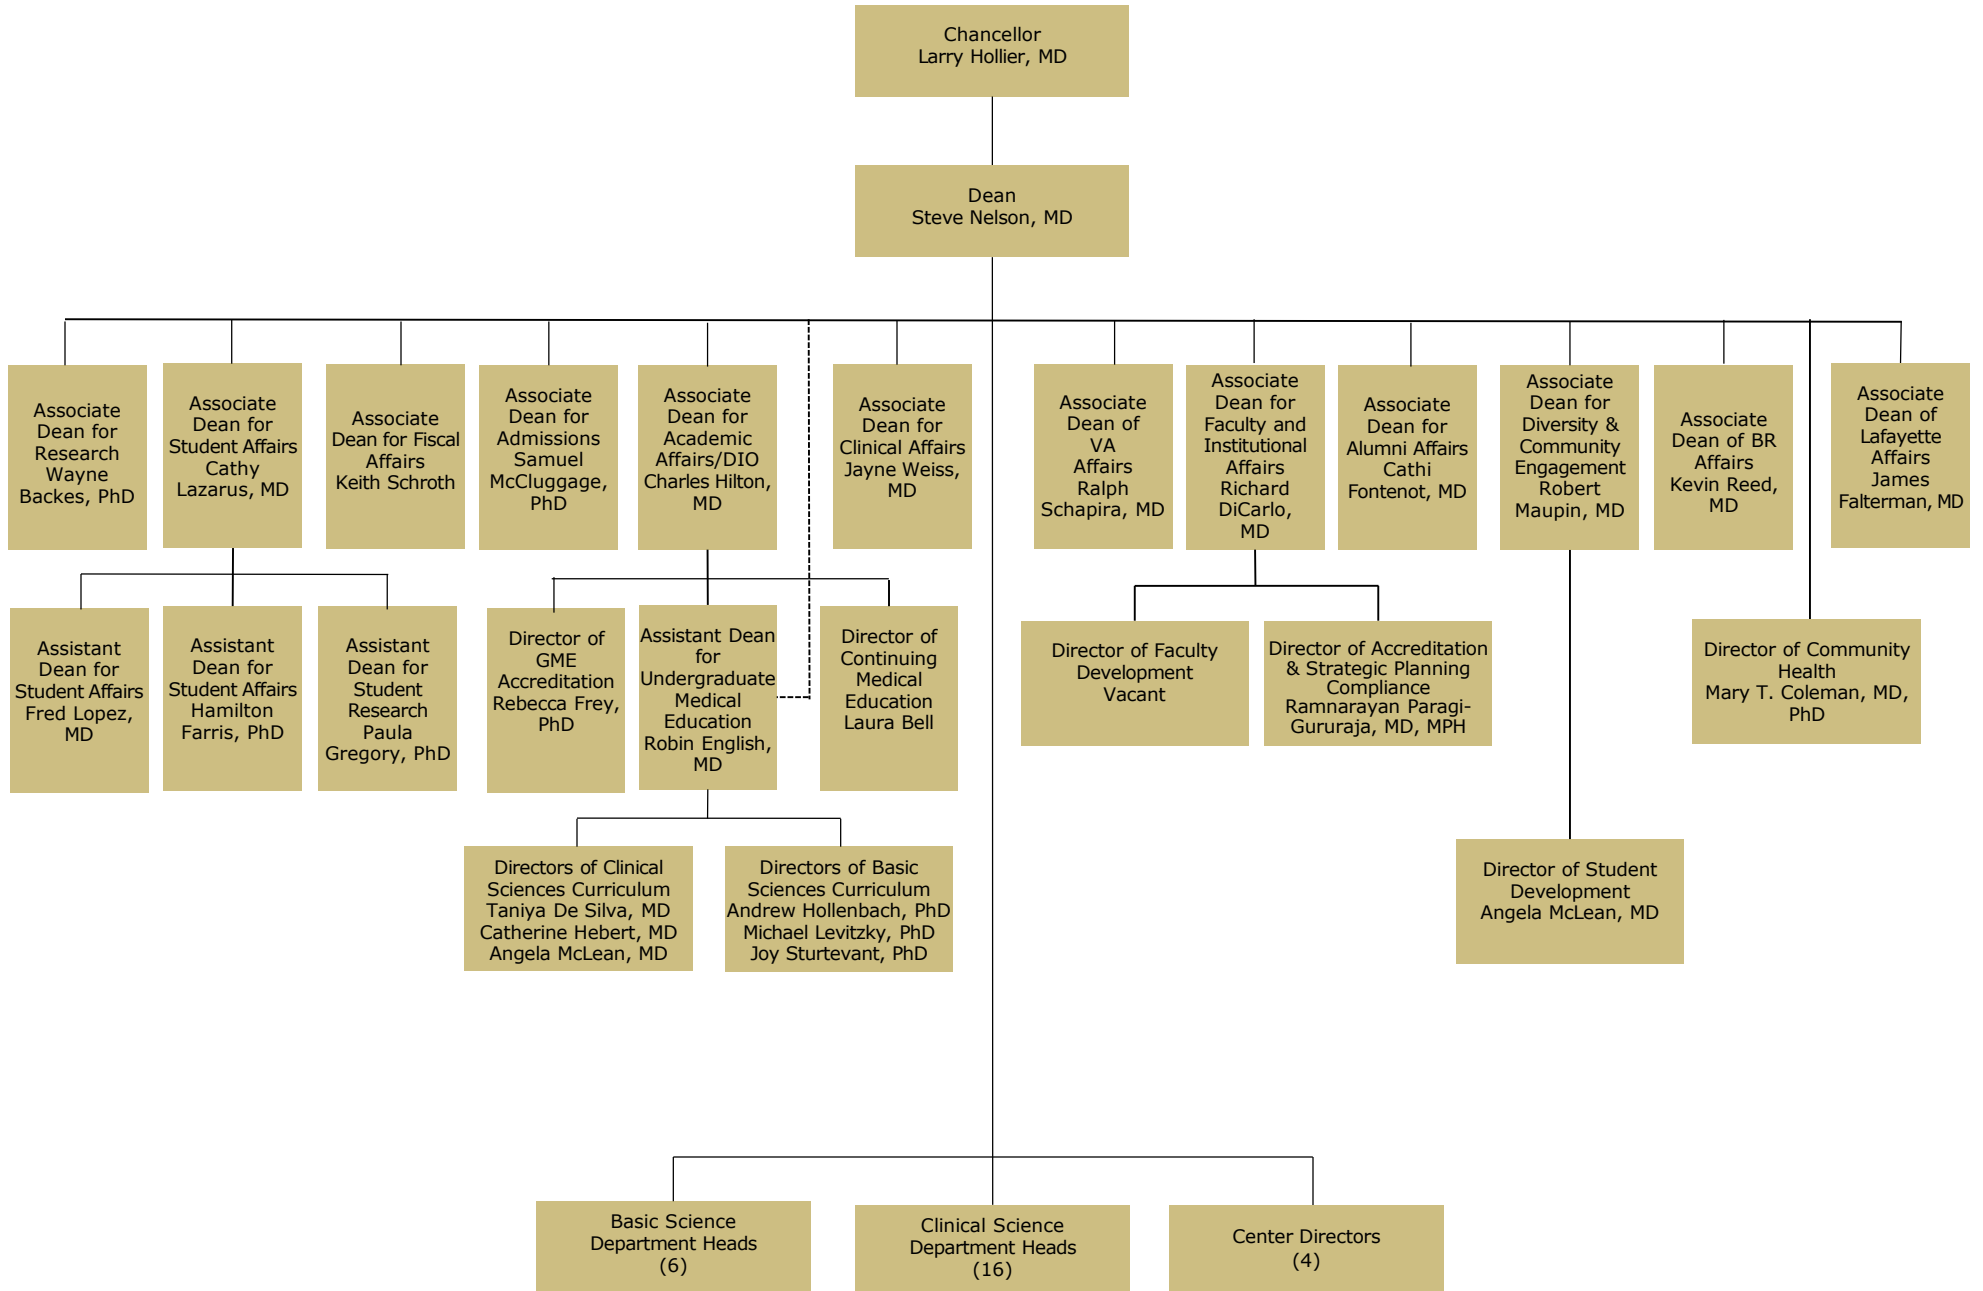 Chancellor
Larry Hollier, MD
Dean
Steve Nelson, MD
Associate
Dean for
Research
Wayne
Backes, PhD
Associate
Dean for
Student Affairs
Cathy
Lazarus, MD
Associate
Dean for Fiscal
Affairs
Keith Schroth
Associate
Dean for
Admissions
Samuel
McCluggage,
PhD
Associate
Dean for
Academic
Affairs/DIO
Charles Hilton,
MD
Associate
Dean for
Clinical Affairs
Jayne Weiss,
MD
Associate
Dean of
VA
Affairs
Ralph
Schapira, MD
Associate
Dean for
Faculty and
Institutional
Affairs
Richard
DiCarlo,
MD
Associate
Dean for
Alumni Affairs
Cathi
Fontenot, MD
Associate
Dean for
Diversity &
Community
Engagement
Robert
Maupin, MD
Associate
Dean of BR
Affairs
Kevin Reed,
MD
Associate
Dean of
Lafayette
Affairs
James
Falterman, MD
Assistant
Dean for
Student Affairs
Fred Lopez,
MD
Assistant
Dean for
Student Affairs
Hamilton
Farris, PhD
Assistant
Dean for
Student
Research
Paula
Gregory, PhD
Director of
GME
Accreditation
Rebecca Frey,
PhD
Assistant Dean
for
Undergraduate
Medical
Education
Robin English,
MD
Director of
Continuing
Medical
Education
Laura Bell
Director of Faculty
Development
Vacant
Director of Accreditation
& Strategic Planning
Compliance
Ramnarayan Paragi-
Gururaja, MD, MPH
Director of Community
Health
Mary T. Coleman, MD,
PhD
Directors of Clinical
Sciences Curriculum
Taniya De Silva, MD
Catherine Hebert, MD
Angela McLean, MD
Directors of Basic
Sciences Curriculum
Andrew Hollenbach, PhD
Michael Levitzky, PhD
Joy Sturtevant, PhD
Director of Student
Development
Angela McLean, MD
Basic Science
Department Heads
(6)
Clinical Science
Department Heads
(16)
Center Directors
(4)